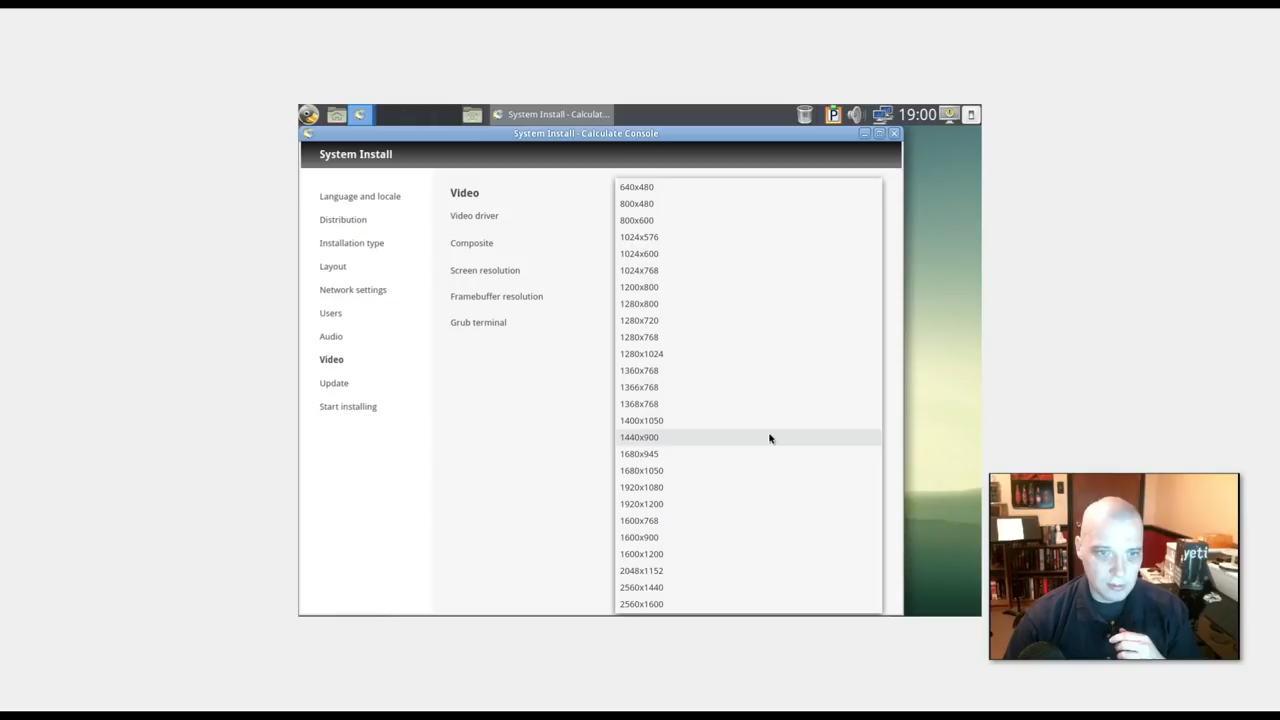 System Install - Calculat...
P
19:00
System Install - Calculate Console
System Install
Language and locale
Distribution
Installation type
Layout
Network settings
Users
Audio
Video
Update
Start installing
Video
Video driver
Composite
Screen resolution
Framebuffer resolution
Grub terminal
640x480
800x480
800x600
1024x576
1024x600
1024x768
1200x800
1280x800
1280x720
1280x768
1280x1024
1360x768
1366x768
1368x768
1400x1050
1440x900
1680x945
1680x1050
1920x1080
1920x1200
1600x768
1600x900
1600x1200
2048x1152
2560x1440
2560x1600
yeti